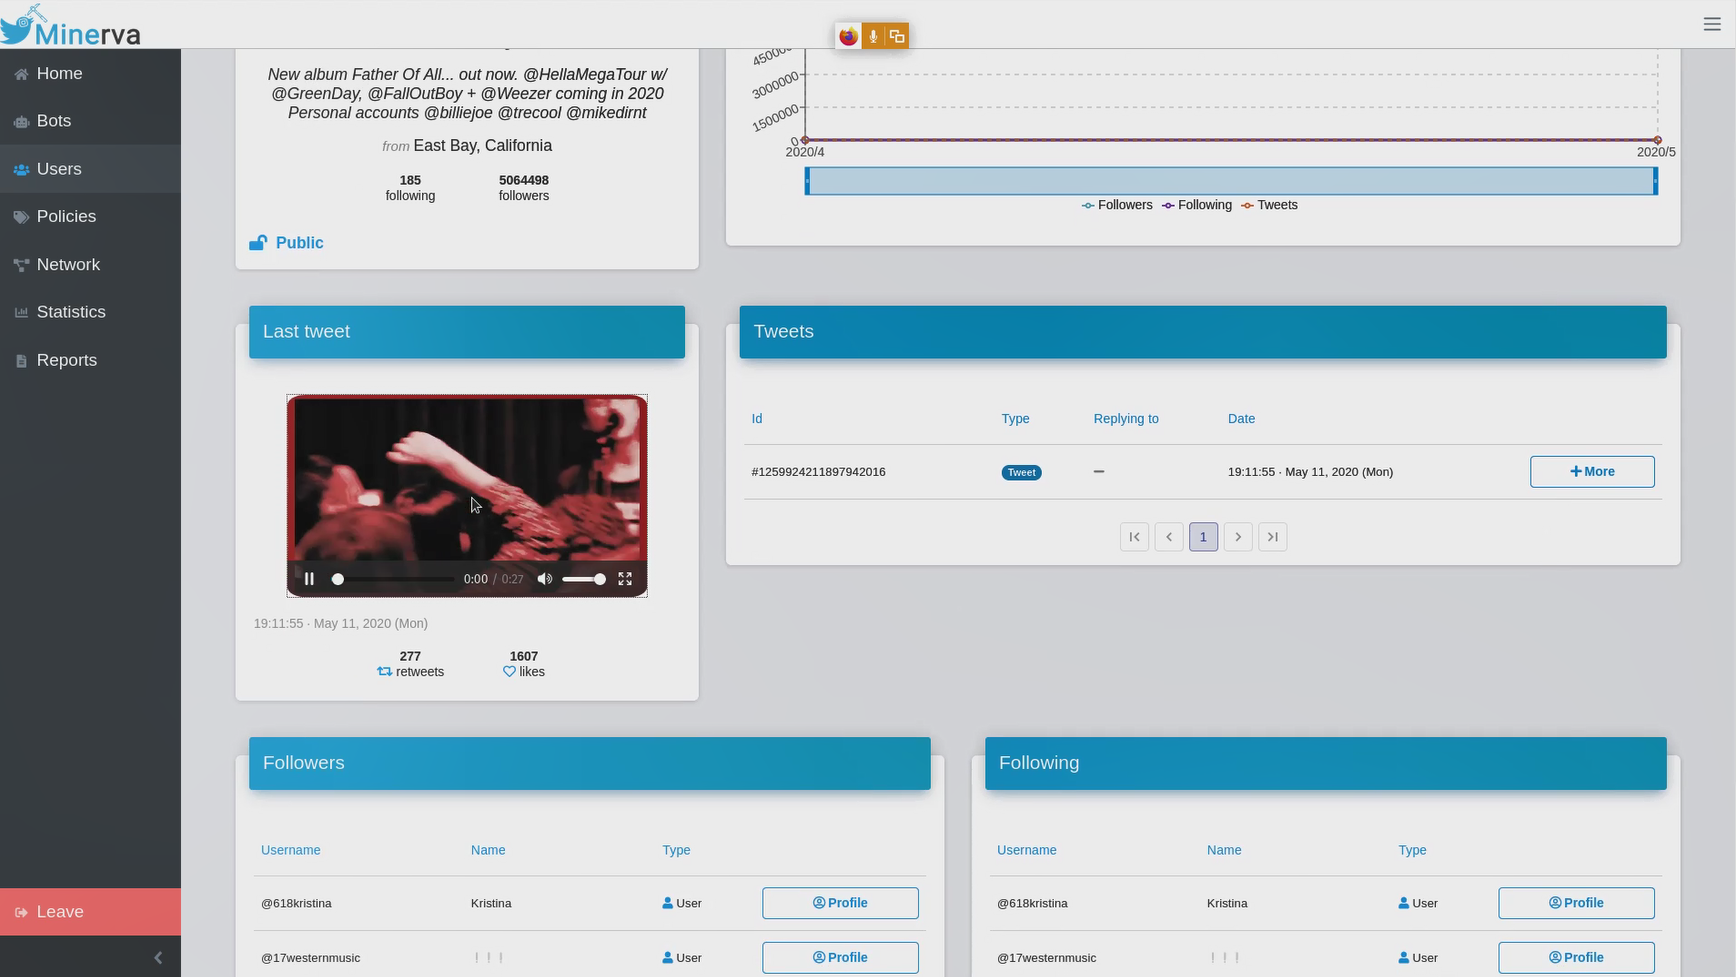 Minerva
Home
Bots
Users
Policies
Network
Statistics
Reports
Leave
New album Father Of All... out now. @HellaMegaTour w/
@GreenDay, @FallOutBoy + @Weezer coming in 2020
Personal accounts @billiejoe @trecool @mikedirnt
from East Bay, California
185
following
5064498
followers
Public
4500000
3000000
1500000
0
2020/4
2020/5
Followers
Following
Tweets
Last tweet
0:00 / 0:27
19:11:55 · May 11, 2020 (Mon)
277
retweets
1607
likes
Tweets
Id Type Replying to Date
#1259924211897942016 Tweet – 19:11:55 · May 11, 2020 (Mon) +More
1
Followers
Username Name Type
@618kristina Kristina User Profile
@17westernmusic ❕❕❕ User Profile
Following
Username Name Type
@618kristina Kristina User Profile
@17westernmusic ❕❕❕ User Profile